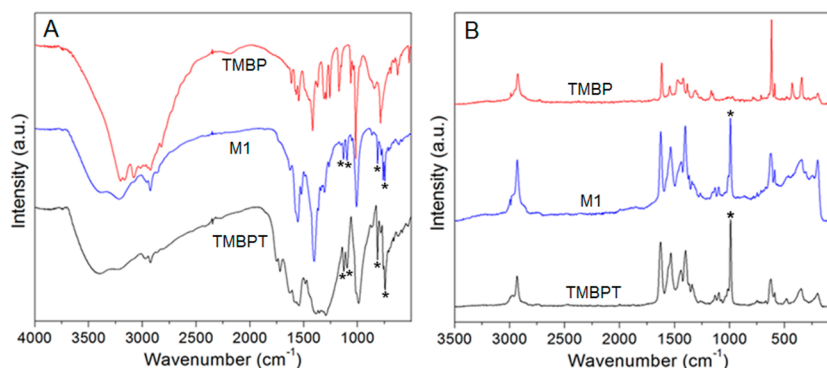 A
TMBP
M1
* *
*
*
TMBPT
* *
*
*
Intensity (a.u.)
4000 3500 3000 2500 2000 1500 1000
Wavenumber (cm-1)
B
TMBP
*
M1
*
TMBPT
Intensity (a.u.)
3500 3000 2500 2000 1500 1000 500
Wavenumber (cm-1)